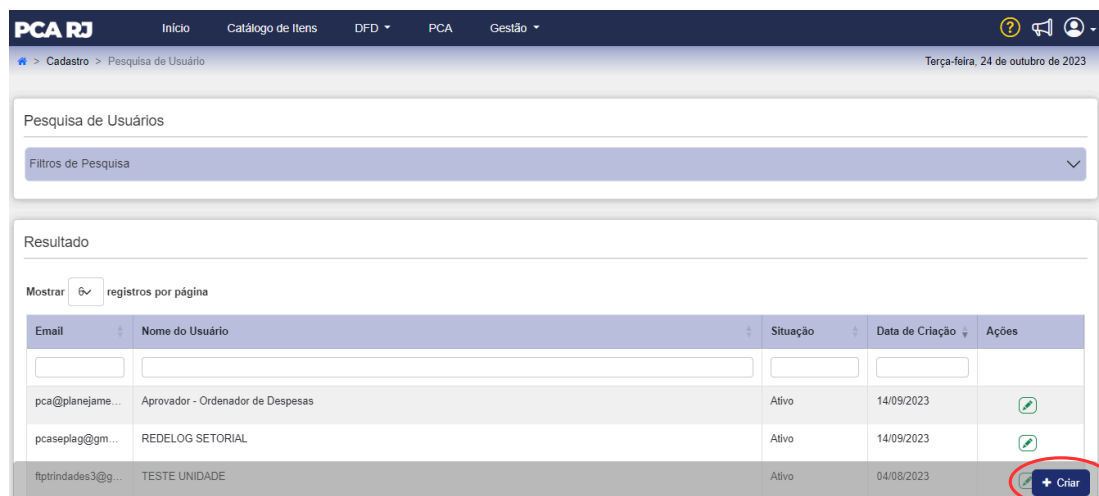 PCA RJ Início Catálogo de Itens DFD PCA Gestão ?
> Cadastro > Pesquisa de Usuário Terça-feira, 24 de outubro de 2023
Pesquisa de Usuários
Filtros de Pesquisa
Resultado
Mostrar registros por página
Email Nome do Usuário Situação Data de Criação Ações
pca@planejame... Aprovador - Ordenador de Despesas Ativo 14/09/2023
pcaseplag@gm... REDELOG SETORIAL Ativo 14/09/2023
ftptrindades3@g... TESTE UNIDADE Ativo 04/08/2023
+ Criar